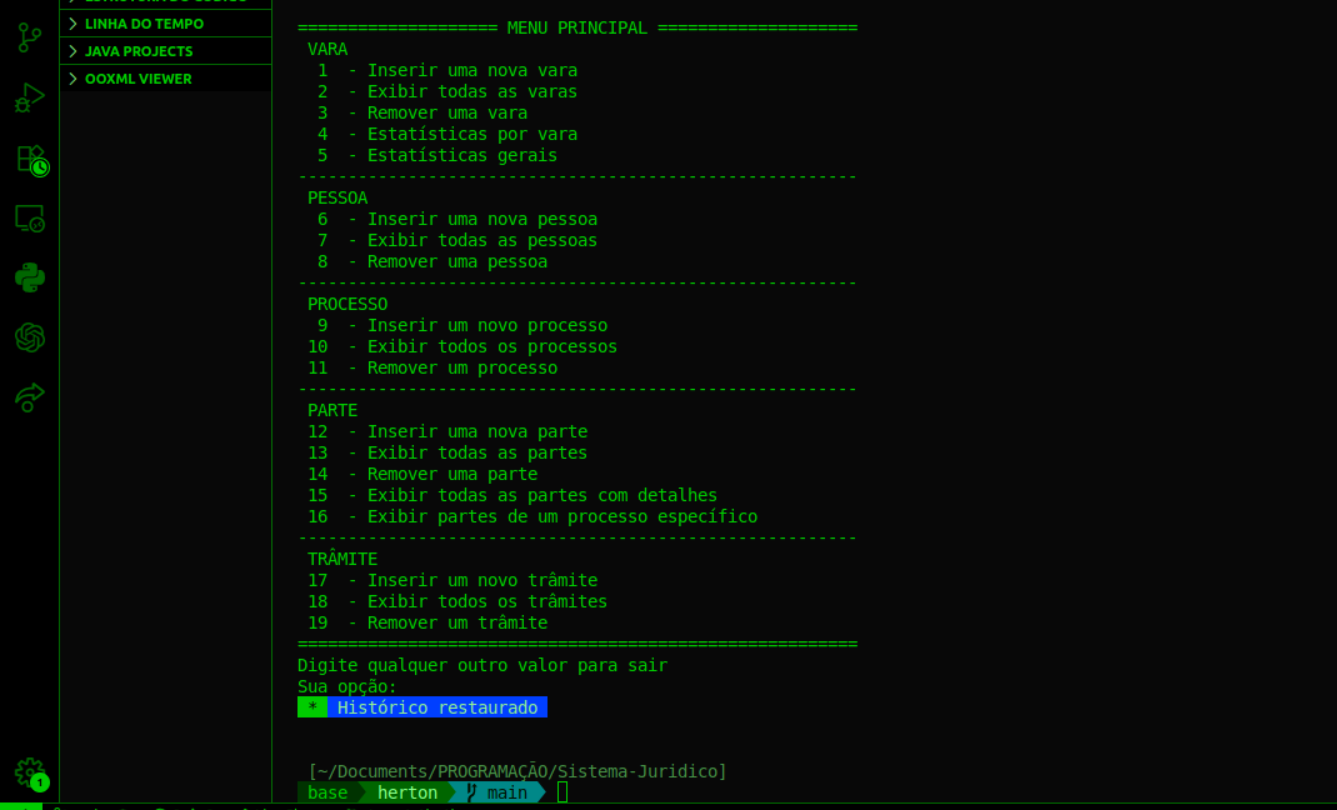 LINHA DO TEMPO
JAVA PROJECTS
OOXML VIEWER
==================== MENU PRINCIPAL ====================
VARA
1 - Inserir uma nova vara
2 - Exibir todas as varas
3 - Remover uma vara
4 - Estatísticas por vara
5 - Estatísticas gerais
--------------------------------------------------------
PESSOA
6 - Inserir uma nova pessoa
7 - Exibir todas as pessoas
8 - Remover uma pessoa
--------------------------------------------------------
PROCESSO
9 - Inserir um novo processo
10 - Exibir todos os processos
11 - Remover um processo
--------------------------------------------------------
PARTE
12 - Inserir uma nova parte
13 - Exibir todas as partes
14 - Remover uma parte
15 - Exibir todas as partes com detalhes
16 - Exibir partes de um processo específico
--------------------------------------------------------
TRÂMITE
17 - Inserir um novo trâmite
18 - Exibir todos os trâmites
19 - Remover um trâmite
========================================================
Digite qualquer outro valor para sair
Sua opção:
* Histórico restaurado
[~/Documents/PROGRAMAÇÃO/Sistema-Juridico]
base herton main
1